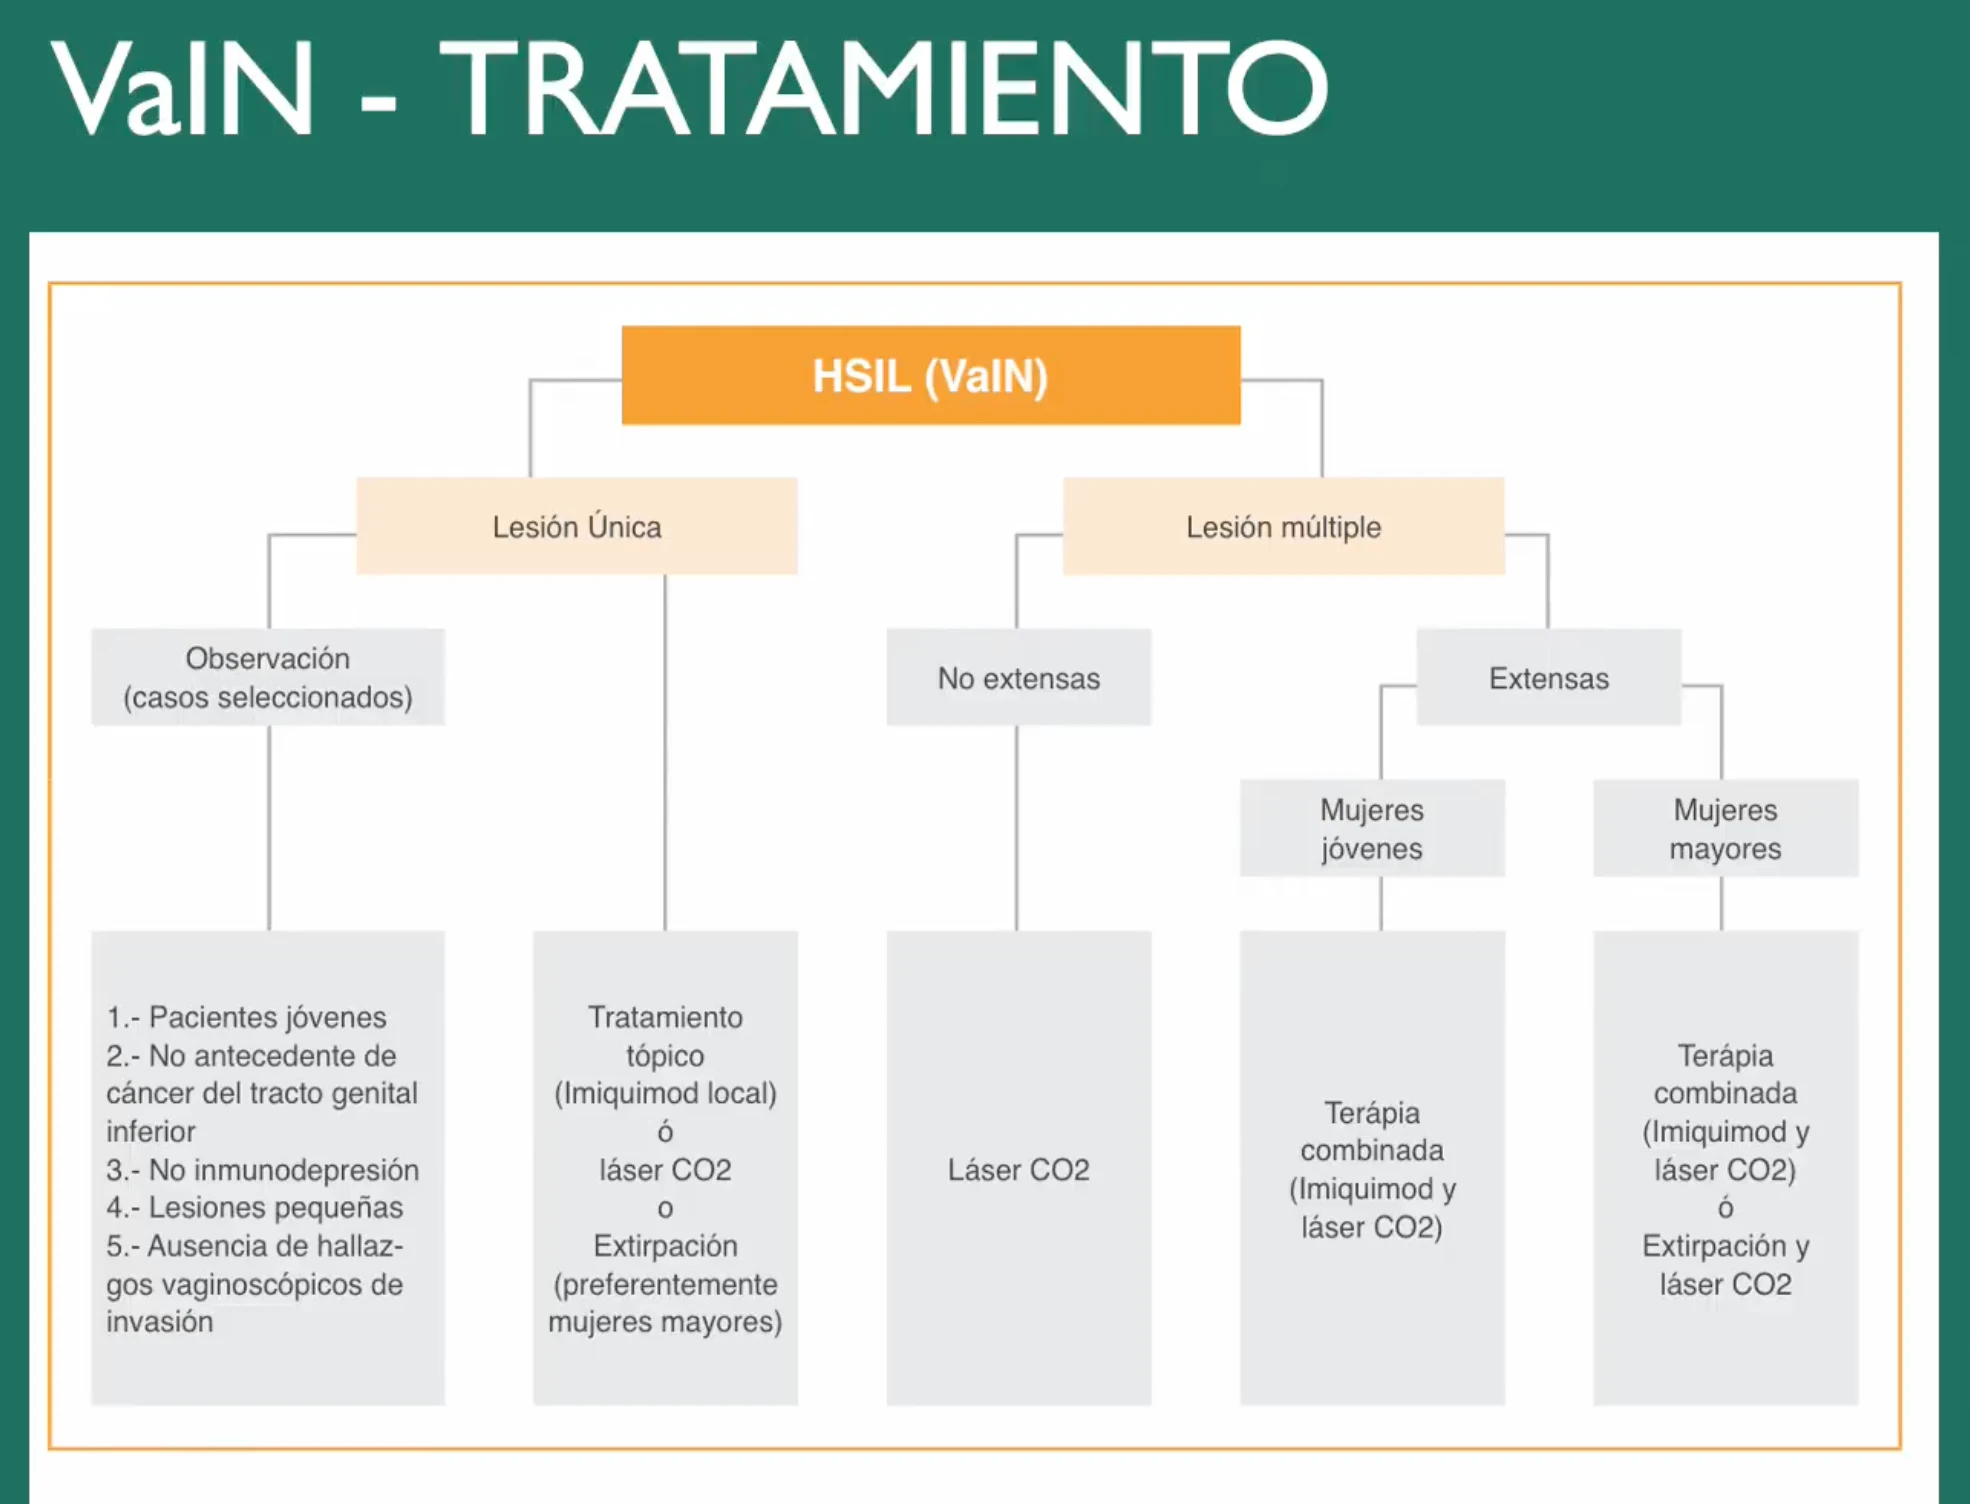 VaIN - TRATAMIENTO
HSIL (VaIN)
Lesión Única
Lesión múltiple
Observación
(casos seleccionados)
No extensas
Extensas
Mujeres
jóvenes
Mujeres
mayores
1.- Pacientes jóvenes
2.- No antecedente de
cáncer del tracto genital
inferior
3.- No inmunodepresión
4.- Lesiones pequeñas
5.- Ausencia de hallaz-
gos vaginoscópicos de
invasión
Tratamiento
tópico
(Imiquimod local)
ó
láser CO2
o
Extirpación
(preferentemente
mujeres mayores)
Láser CO2
Terápia
combinada
(Imiquimod y
láser CO2)
Terápia
combinada
(Imiquimod y
láser CO2)
ó
Extirpación y
láser CO2